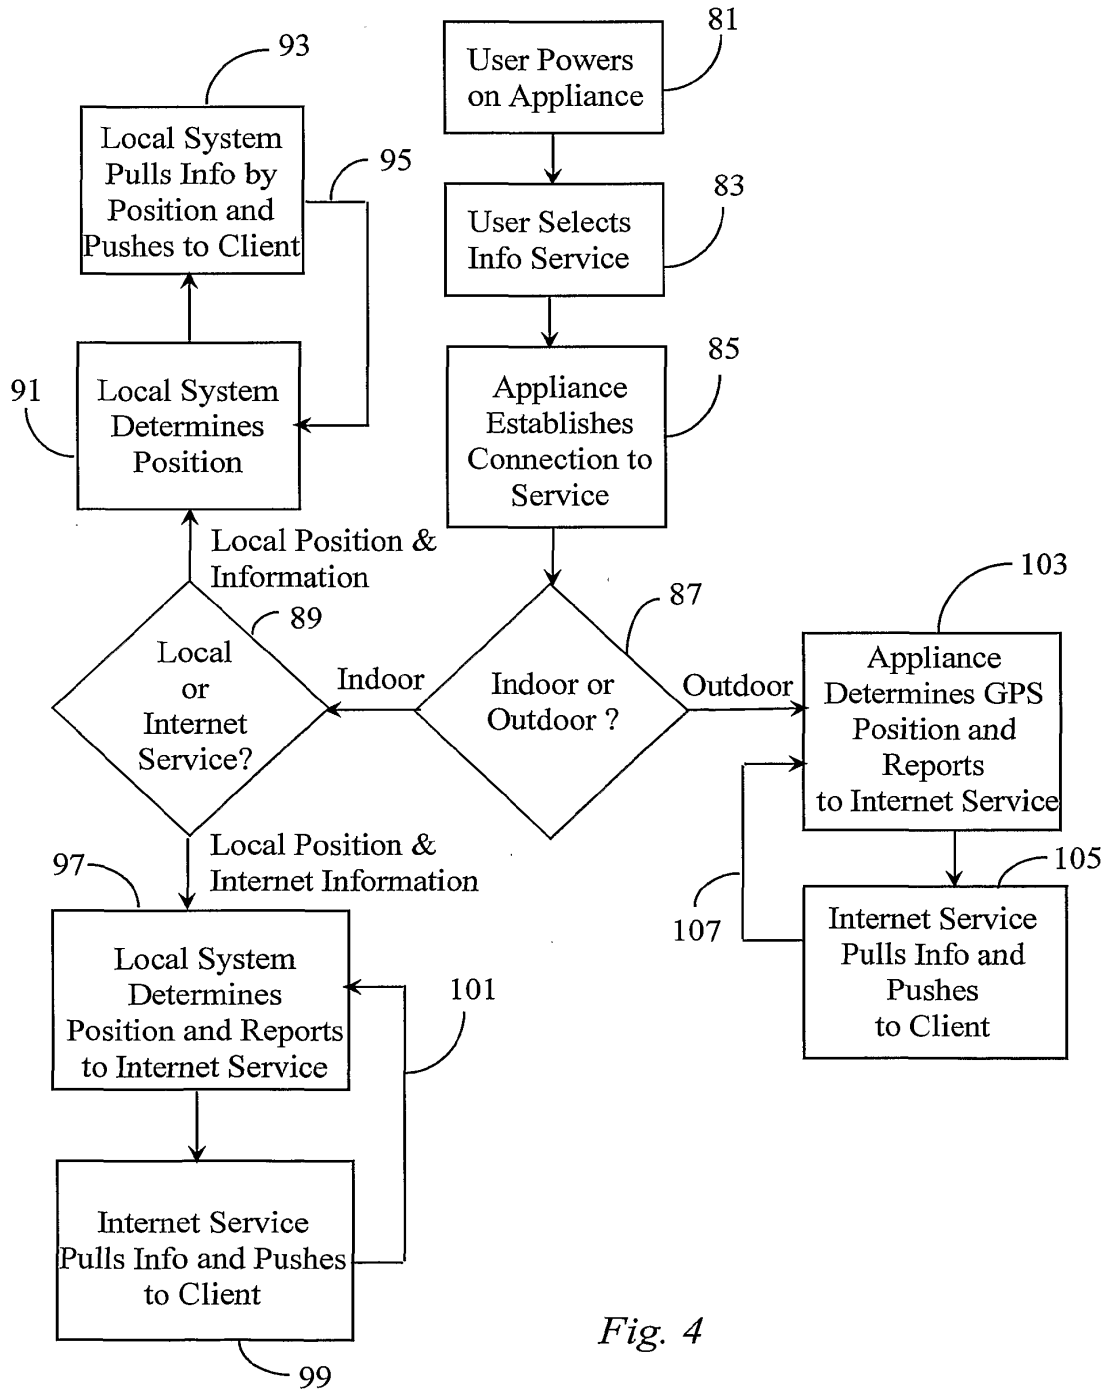 81
User Powers
on Appliance
83
User Selects
Info Service
85
Appliance
Establishes
Connection to
Service
87
Indoor or
Outdoor ?
Indoor
Outdoor
89
Local
or
Internet
Service?
Local Position &
Information
91
Local System
Determines
Position
93
Local System
Pulls Info by
Position and
Pushes to Client
95
Local Position &
Internet Information
97
Local System
Determines
Position and Reports
to Internet Service
101
Internet Service
Pulls Info and Pushes
to Client
99
103
Appliance
Determines GPS
Position and
Reports
to Internet Service
105
Internet Service
Pulls Info and
Pushes
to Client
107
Fig. 4